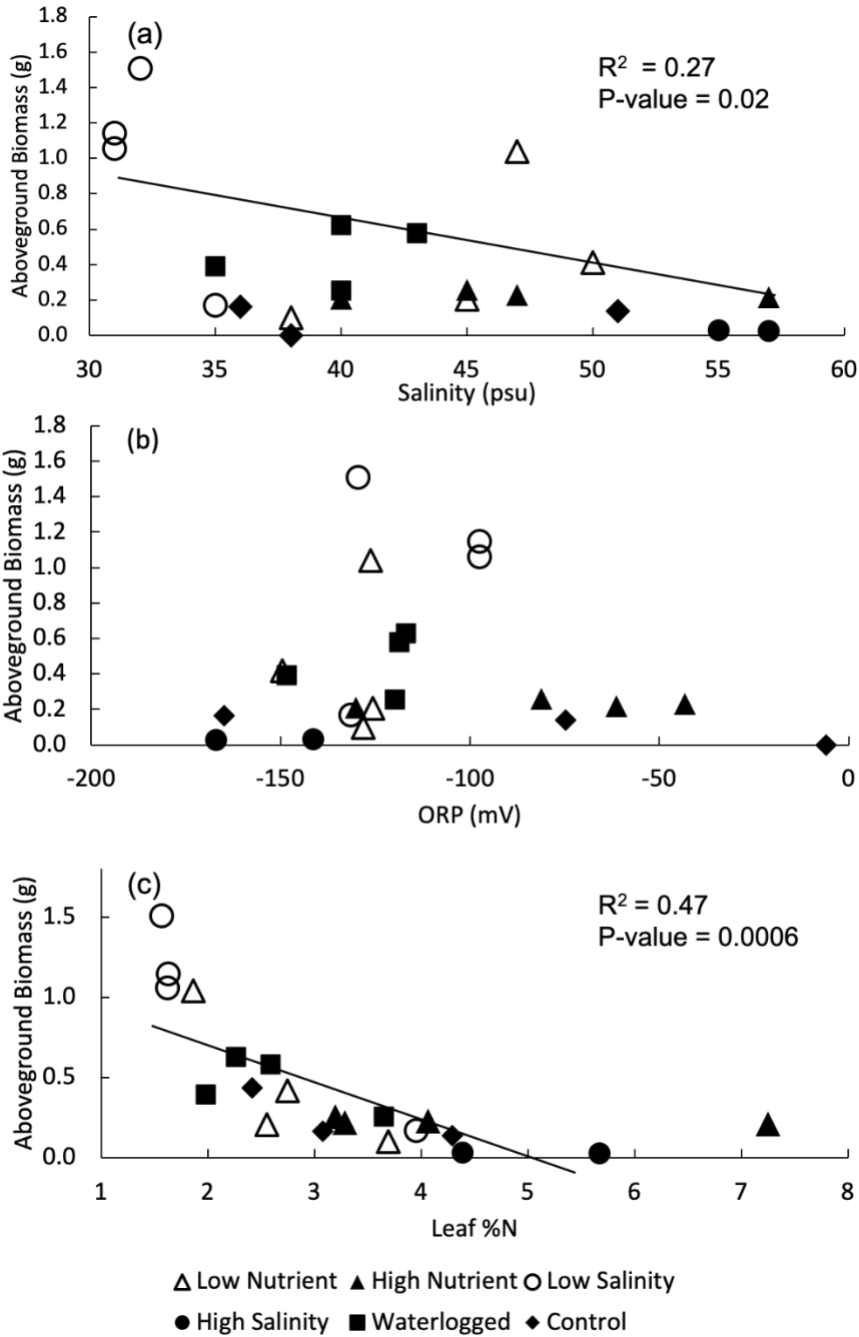 (a)
R² = 0.27
P-value = 0.02
Aboveground Biomass (g)
1.8
1.6
1.4
1.2
1.0
0.8
0.6
0.4
0.2
0.0
30 35 40 45 50 55 60
Salinity (psu)
(b)
Aboveground Biomass (g)
1.8
1.6
1.4
1.2
1.0
0.8
0.6
0.4
0.2
0.0
-200 -150 -100 -50 0
ORP (mV)
(c)
R² = 0.47
P-value = 0.0006
Aboveground Biomass (g)
1.5
1.0
0.5
0.0
1 2 3 4 5 6 7 8
Leaf %N
Low Nutrient High Nutrient Low Salinity
High Salinity Waterlogged Control